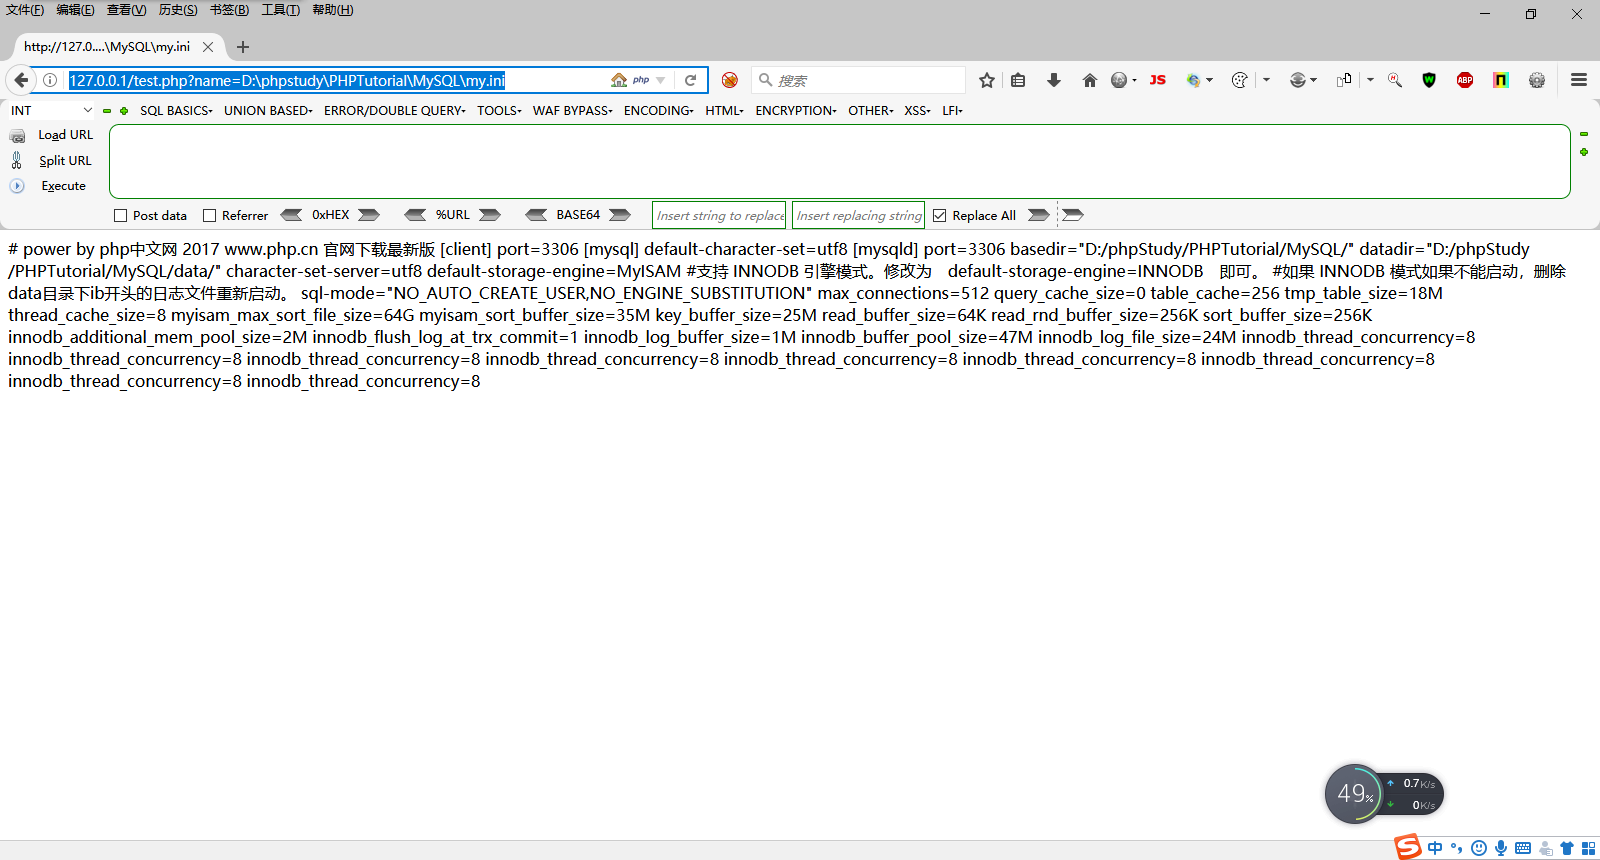 文件(F) 编辑(E) 查看(V) 历史(S) 书签(B) 工具(T) 帮助(H)
http://127.0....\MySQL\my.ini
127.0.0.1/test.php?name=D:\phpstudy\PHPTutorial\MySQL\my.ini php 搜索 JS ABP
INT SQL BASICS UNION BASED ERROR/DOUBLE QUERY TOOLS WAF BYPASS ENCODING HTML ENCRYPTION OTHER XSS LFI
Load URL
Split URL
Execute
Post data Referrer 0xHEX %URL BASE64 Insert string to replace Insert replacing string Replace All
# power by php中文网 2017 www.php.cn 官网下载最新版 [client] port=3306 [mysql] default-character-set=utf8 [mysqld] port=3306 basedir="D:/phpStudy/PHPTutorial/MySQL/" datadir="D:/phpStudy
/PHPTutorial/MySQL/data/" character-set-server=utf8 default-storage-engine=MyISAM #支持 INNODB 引擎模式。修改为　default-storage-engine=INNODB　即可。 #如果 INNODB 模式如果不能启动，删除
data目录下ib开头的日志文件重新启动。 sql-mode="NO_AUTO_CREATE_USER,NO_ENGINE_SUBSTITUTION" max_connections=512 query_cache_size=0 table_cache=256 tmp_table_size=18M
thread_cache_size=8 myisam_max_sort_file_size=64G myisam_sort_buffer_size=35M key_buffer_size=25M read_buffer_size=64K read_rnd_buffer_size=256K sort_buffer_size=256K
innodb_additional_mem_pool_size=2M innodb_flush_log_at_trx_commit=1 innodb_log_buffer_size=1M innodb_buffer_pool_size=47M innodb_log_file_size=24M innodb_thread_concurrency=8
innodb_thread_concurrency=8 innodb_thread_concurrency=8 innodb_thread_concurrency=8 innodb_thread_concurrency=8 innodb_thread_concurrency=8 innodb_thread_concurrency=8
innodb_thread_concurrency=8 innodb_thread_concurrency=8
49% 0.7K/s
0K/s
S 中